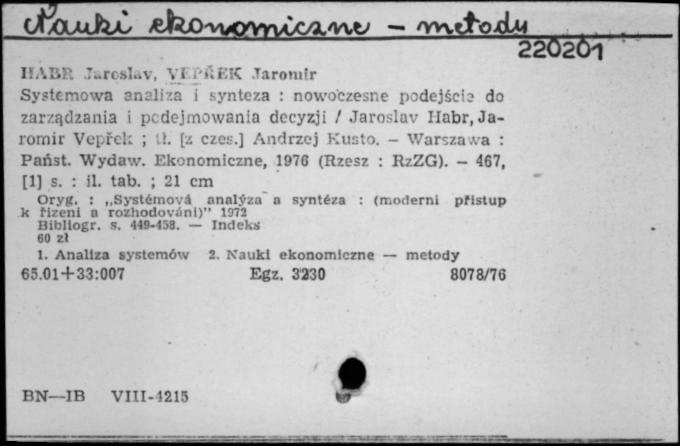 Nauki ekonomiczne – metody
220201
HABR Jaroslav, VEPŘEK Jaromir
Systemowa analiza i synteza : nowoczesne podejście do
zarządzania i podejmowania decyzji / Jaroslav Habr, Ja-
romir Vepřek ; tł. [z czes.] Andrzej Kusto. – Warszawa :
Państ. Wydaw. Ekonomiczne, 1976 (Rzesz : RzZG). – 467,
[1] s. : il. tab. ; 21 cm
Oryg. : „Systémová analýza a syntéza : (moderni přistup
k řizeni a rozhodováni)" 1972
Bibliogr. s. 449-458. — Indeks
60 zł
1. Analiza systemów 2. Nauki ekonomiczne — metody
65.01+33:007 Egz. 3230 8078/76
BN—IB VIII-4215